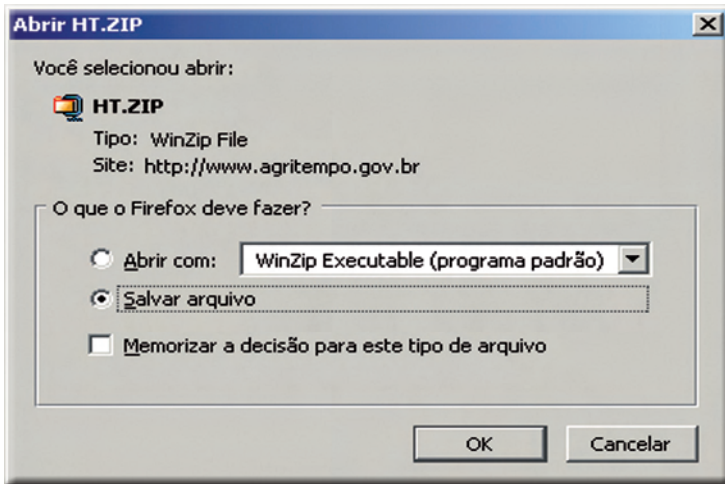 Abrir HT.ZIP
Você selecionou abrir:
HT.ZIP
Tipo: WinZip File
Site: http://www.agritempo.gov.br
O que o Firefox deve fazer?
Abrir com: WinZip Executable (programa padrão)
Salvar arquivo
Memorizar a decisão para este tipo de arquivo
OK Cancelar